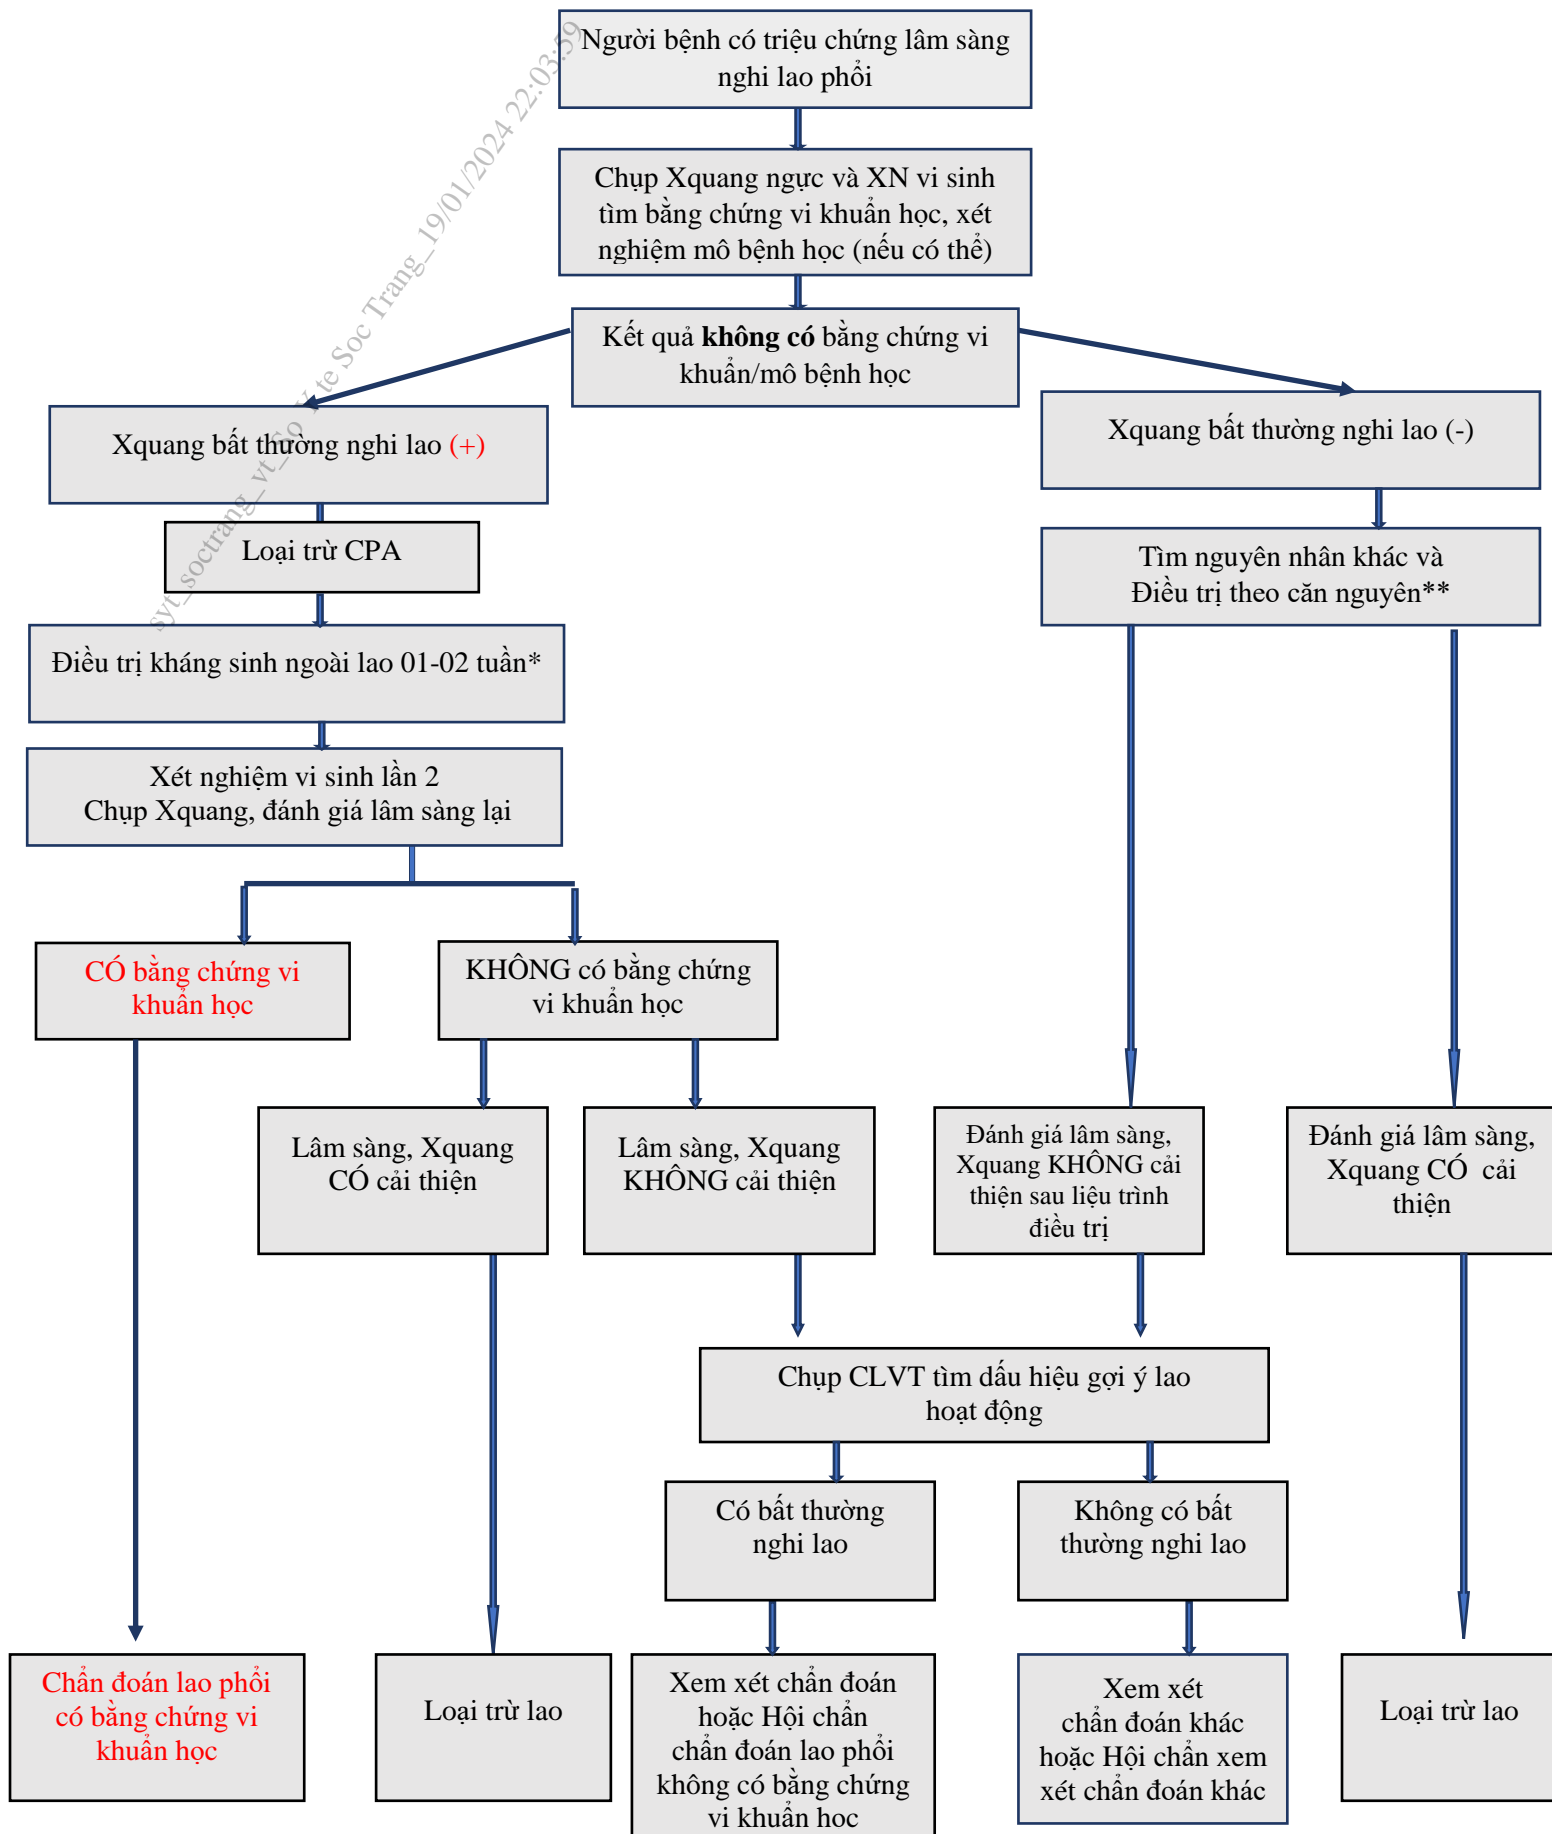 Người bệnh có triệu chứng lâm sàng
nghi lao phổi
Chụp Xquang ngực và XN vi sinh
tìm bằng chứng vi khuẩn học, xét
nghiệm mô bệnh học (nếu có thể)
Kết quả không có bằng chứng vi
khuẩn/mô bệnh học
Xquang bất thường nghi lao (+)
Xquang bất thường nghi lao (-)
Loại trừ CPA
Tìm nguyên nhân khác và
Điều trị theo căn nguyên**
Điều trị kháng sinh ngoài lao 01-02 tuần*
Xét nghiệm vi sinh lần 2
Chụp Xquang, đánh giá lâm sàng lại
CÓ bằng chứng vi
khuẩn học
KHÔNG có bằng chứng
vi khuẩn học
Lâm sàng, Xquang
CÓ cải thiện
Lâm sàng, Xquang
KHÔNG cải thiện
Đánh giá lâm sàng,
Xquang KHÔNG cải
thiện sau liệu trình
điều trị
Đánh giá lâm sàng,
Xquang CÓ cải
thiện
Chụp CLVT tìm dấu hiệu gợi ý lao
hoạt động
Có bất thường
nghi lao
Không có bất
thường nghi lao
Chẩn đoán lao phổi
có bằng chứng vi
khuẩn học
Loại trừ lao
Xem xét chẩn đoán
hoặc Hội chẩn
chẩn đoán lao phổi
không có bằng chứng
vi khuẩn hoc
Xem xét
chẩn đoán khác
hoặc Hội chẩn xem
xét chẩn đoán khác
Loại trừ lao
syt_soctrang_vt_So Y te Soc Trang_19/01/2024 22:03:59